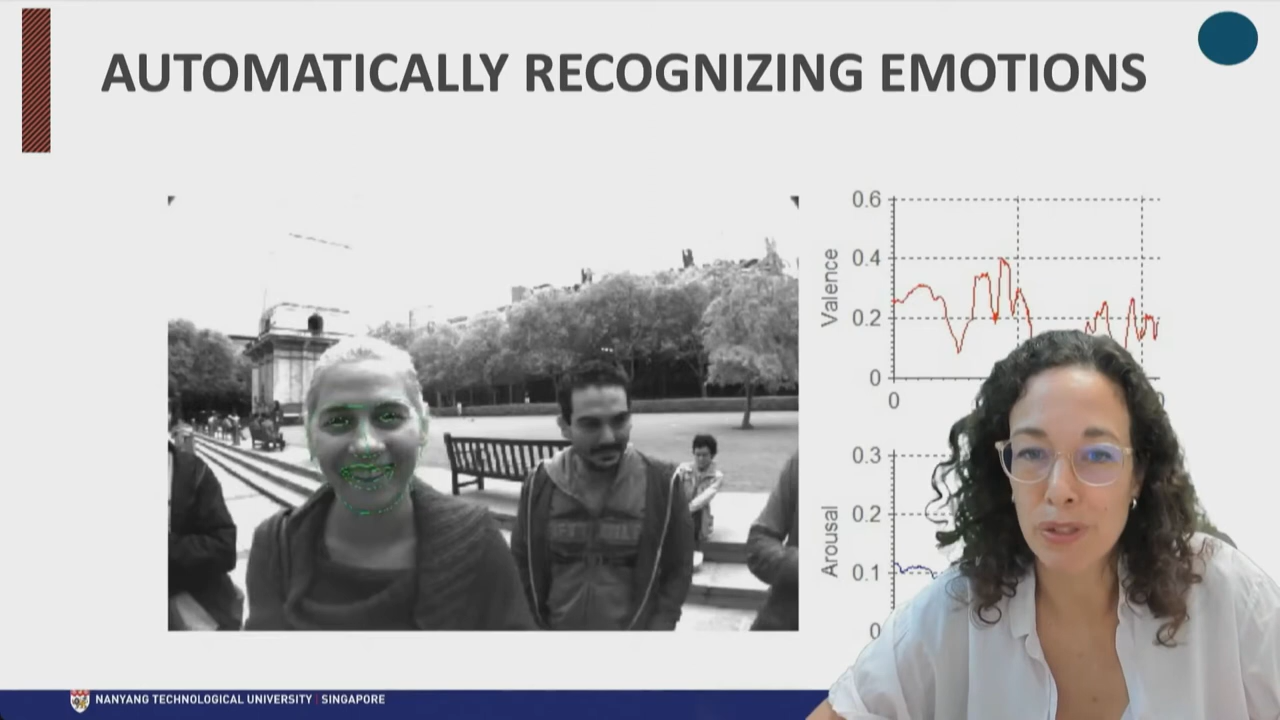 AUTOMATICALLY RECOGNIZING EMOTIONS
0.6
Valence
0.4
0.2
0
0
0.3
0.2
Arousal
0.1
0
NANYANG TECHNOLOGICAL UNIVERSITY | SINGAPORE